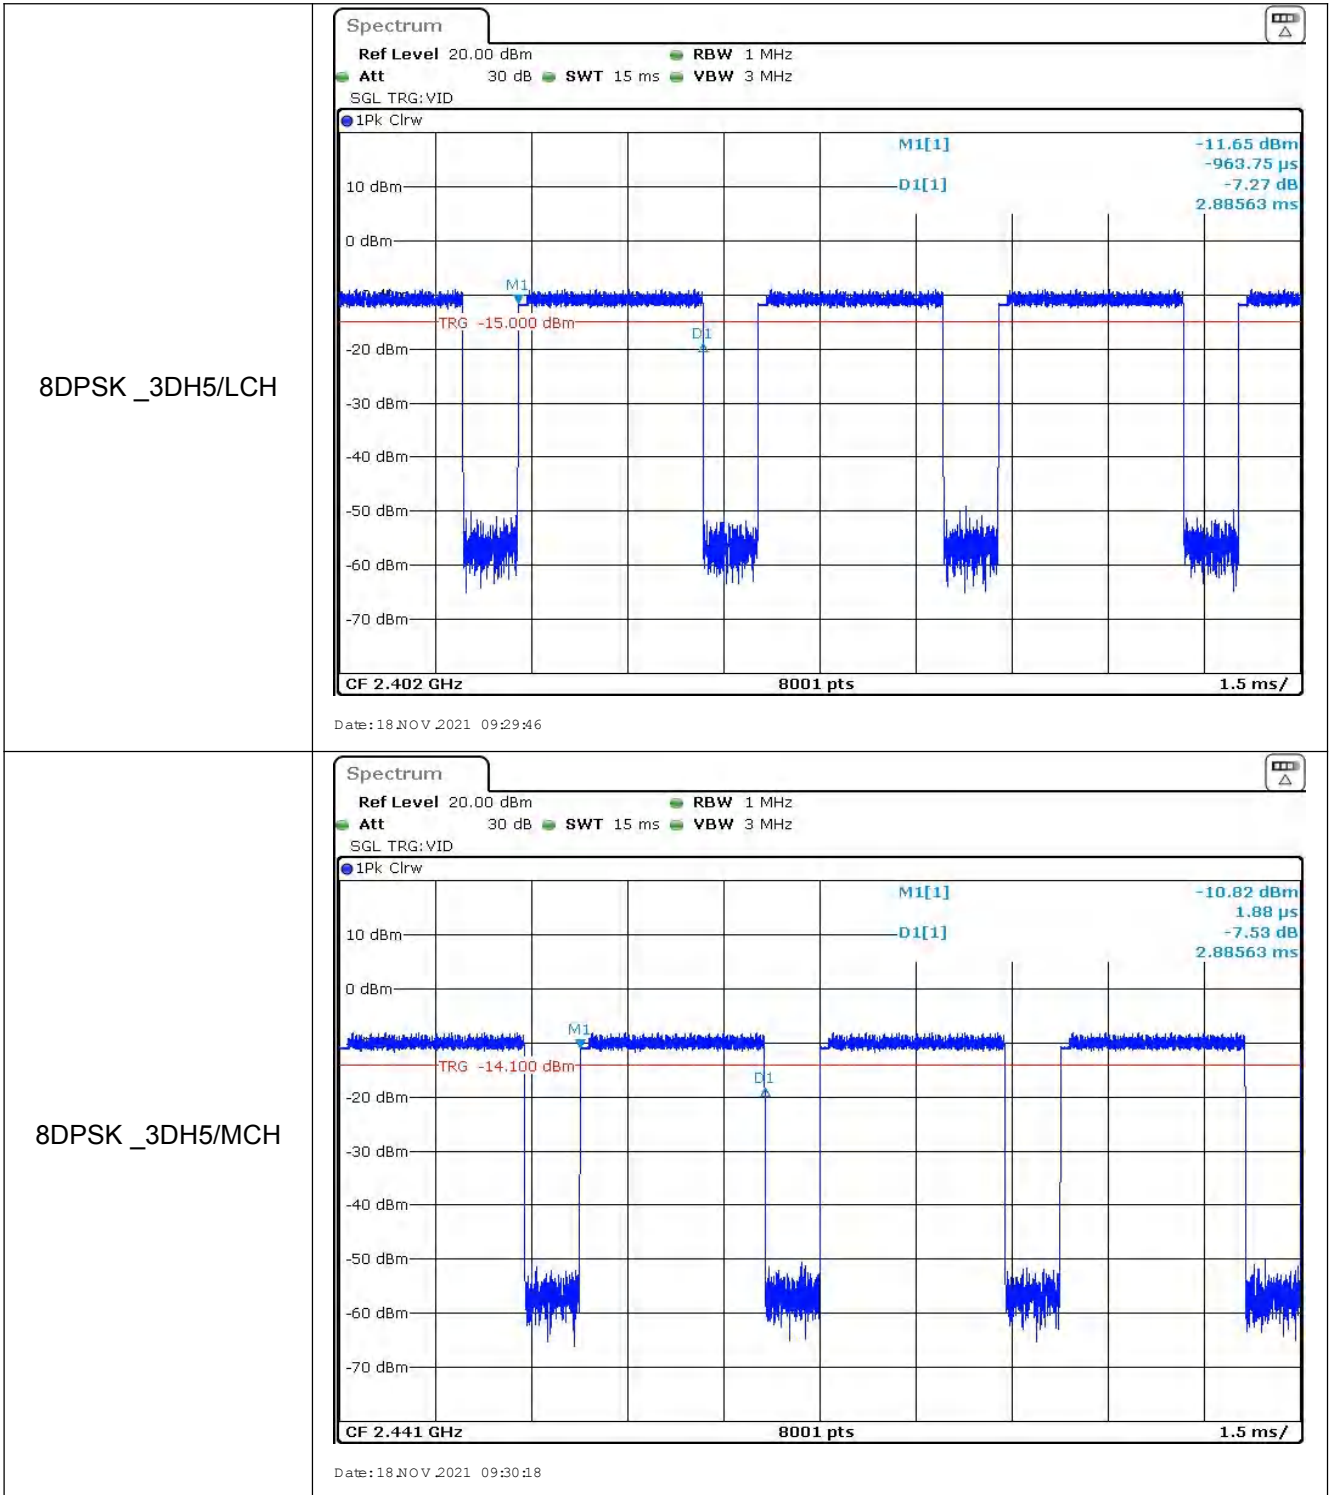 8DPSK _3DH5/LCH
Spectrum
Ref Level 20.00 dBm RBW 1 MHz
Att 30 dB SWT 15 ms VBW 3 MHz
SGL TRG:VID
1Pk Clrw
M1[1] -11.65 dBm
-963.75 µs
10 dBm D1[1] -7.27 dB
2.88563 ms
0 dBm
M1
TRG -15.000 dBm
D1
-20 dBm
-30 dBm
-40 dBm
-50 dBm
-60 dBm
-70 dBm
CF 2.402 GHz 8001 pts 1.5 ms/
Date:18.NOV.2021 09:29:46
8DPSK _3DH5/MCH
Spectrum
Ref Level 20.00 dBm RBW 1 MHz
Att 30 dB SWT 15 ms VBW 3 MHz
SGL TRG:VID
1Pk Clrw
M1[1] -10.82 dBm
1.88 µs
10 dBm D1[1] -7.53 dB
2.88563 ms
0 dBm
M1
TRG -14.100 dBm
D1
-20 dBm
-30 dBm
-40 dBm
-50 dBm
-60 dBm
-70 dBm
CF 2.441 GHz 8001 pts 1.5 ms/
Date:18.NOV.2021 09:30:18